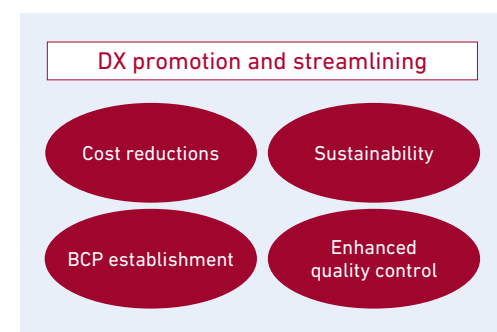 DX promotion and streamlining
Cost reductions
Sustainability
BCP establishment
Enhanced
quality control